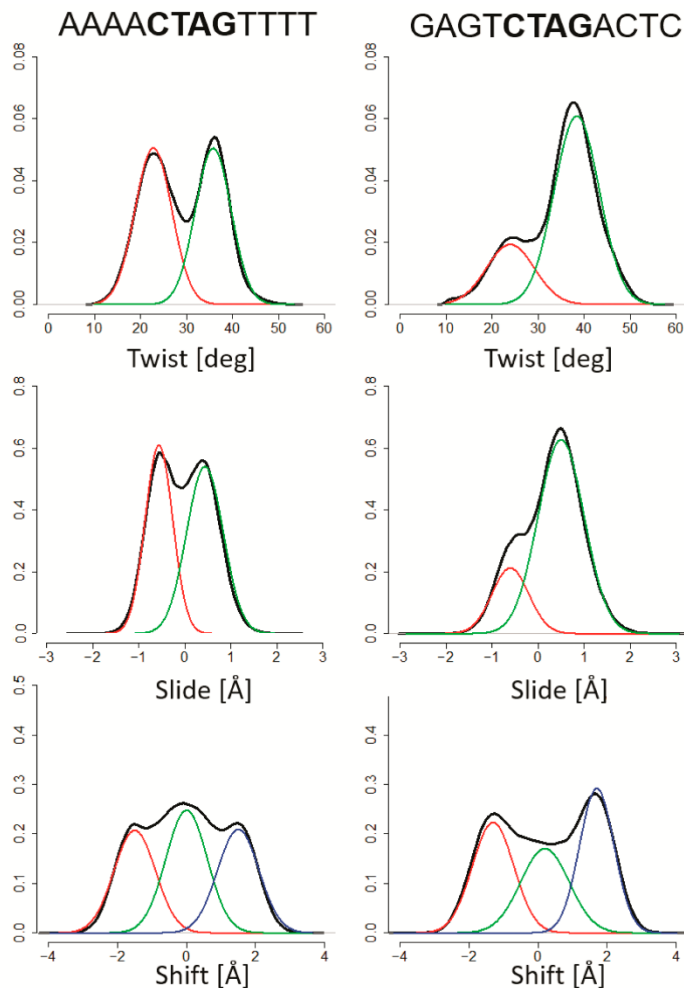 AAAACTAGTTTT GAGTCTAGACTC
0.08 0.08
0.06 0.06
0.04 0.04
0.02 0.02
0.00 0.00
0 10 20 30 40 50 60 0 10 20 30 40 50 60
Twist [deg] Twist [deg]
0.8 0.8
0.6 0.6
0.4 0.4
0.2 0.2
0.0 0.0
−3 −2 −1 0 1 2 3 −3 −2 −1 0 1 2 3
Slide [Å] Slide [Å]
0.5
0.4 0.4
0.3 0.3
0.2 0.2
0.1 0.1
0.0 0.0
−4 −2 0 2 4 −4 −2 0 2 4
Shift [Å] Shift [Å]